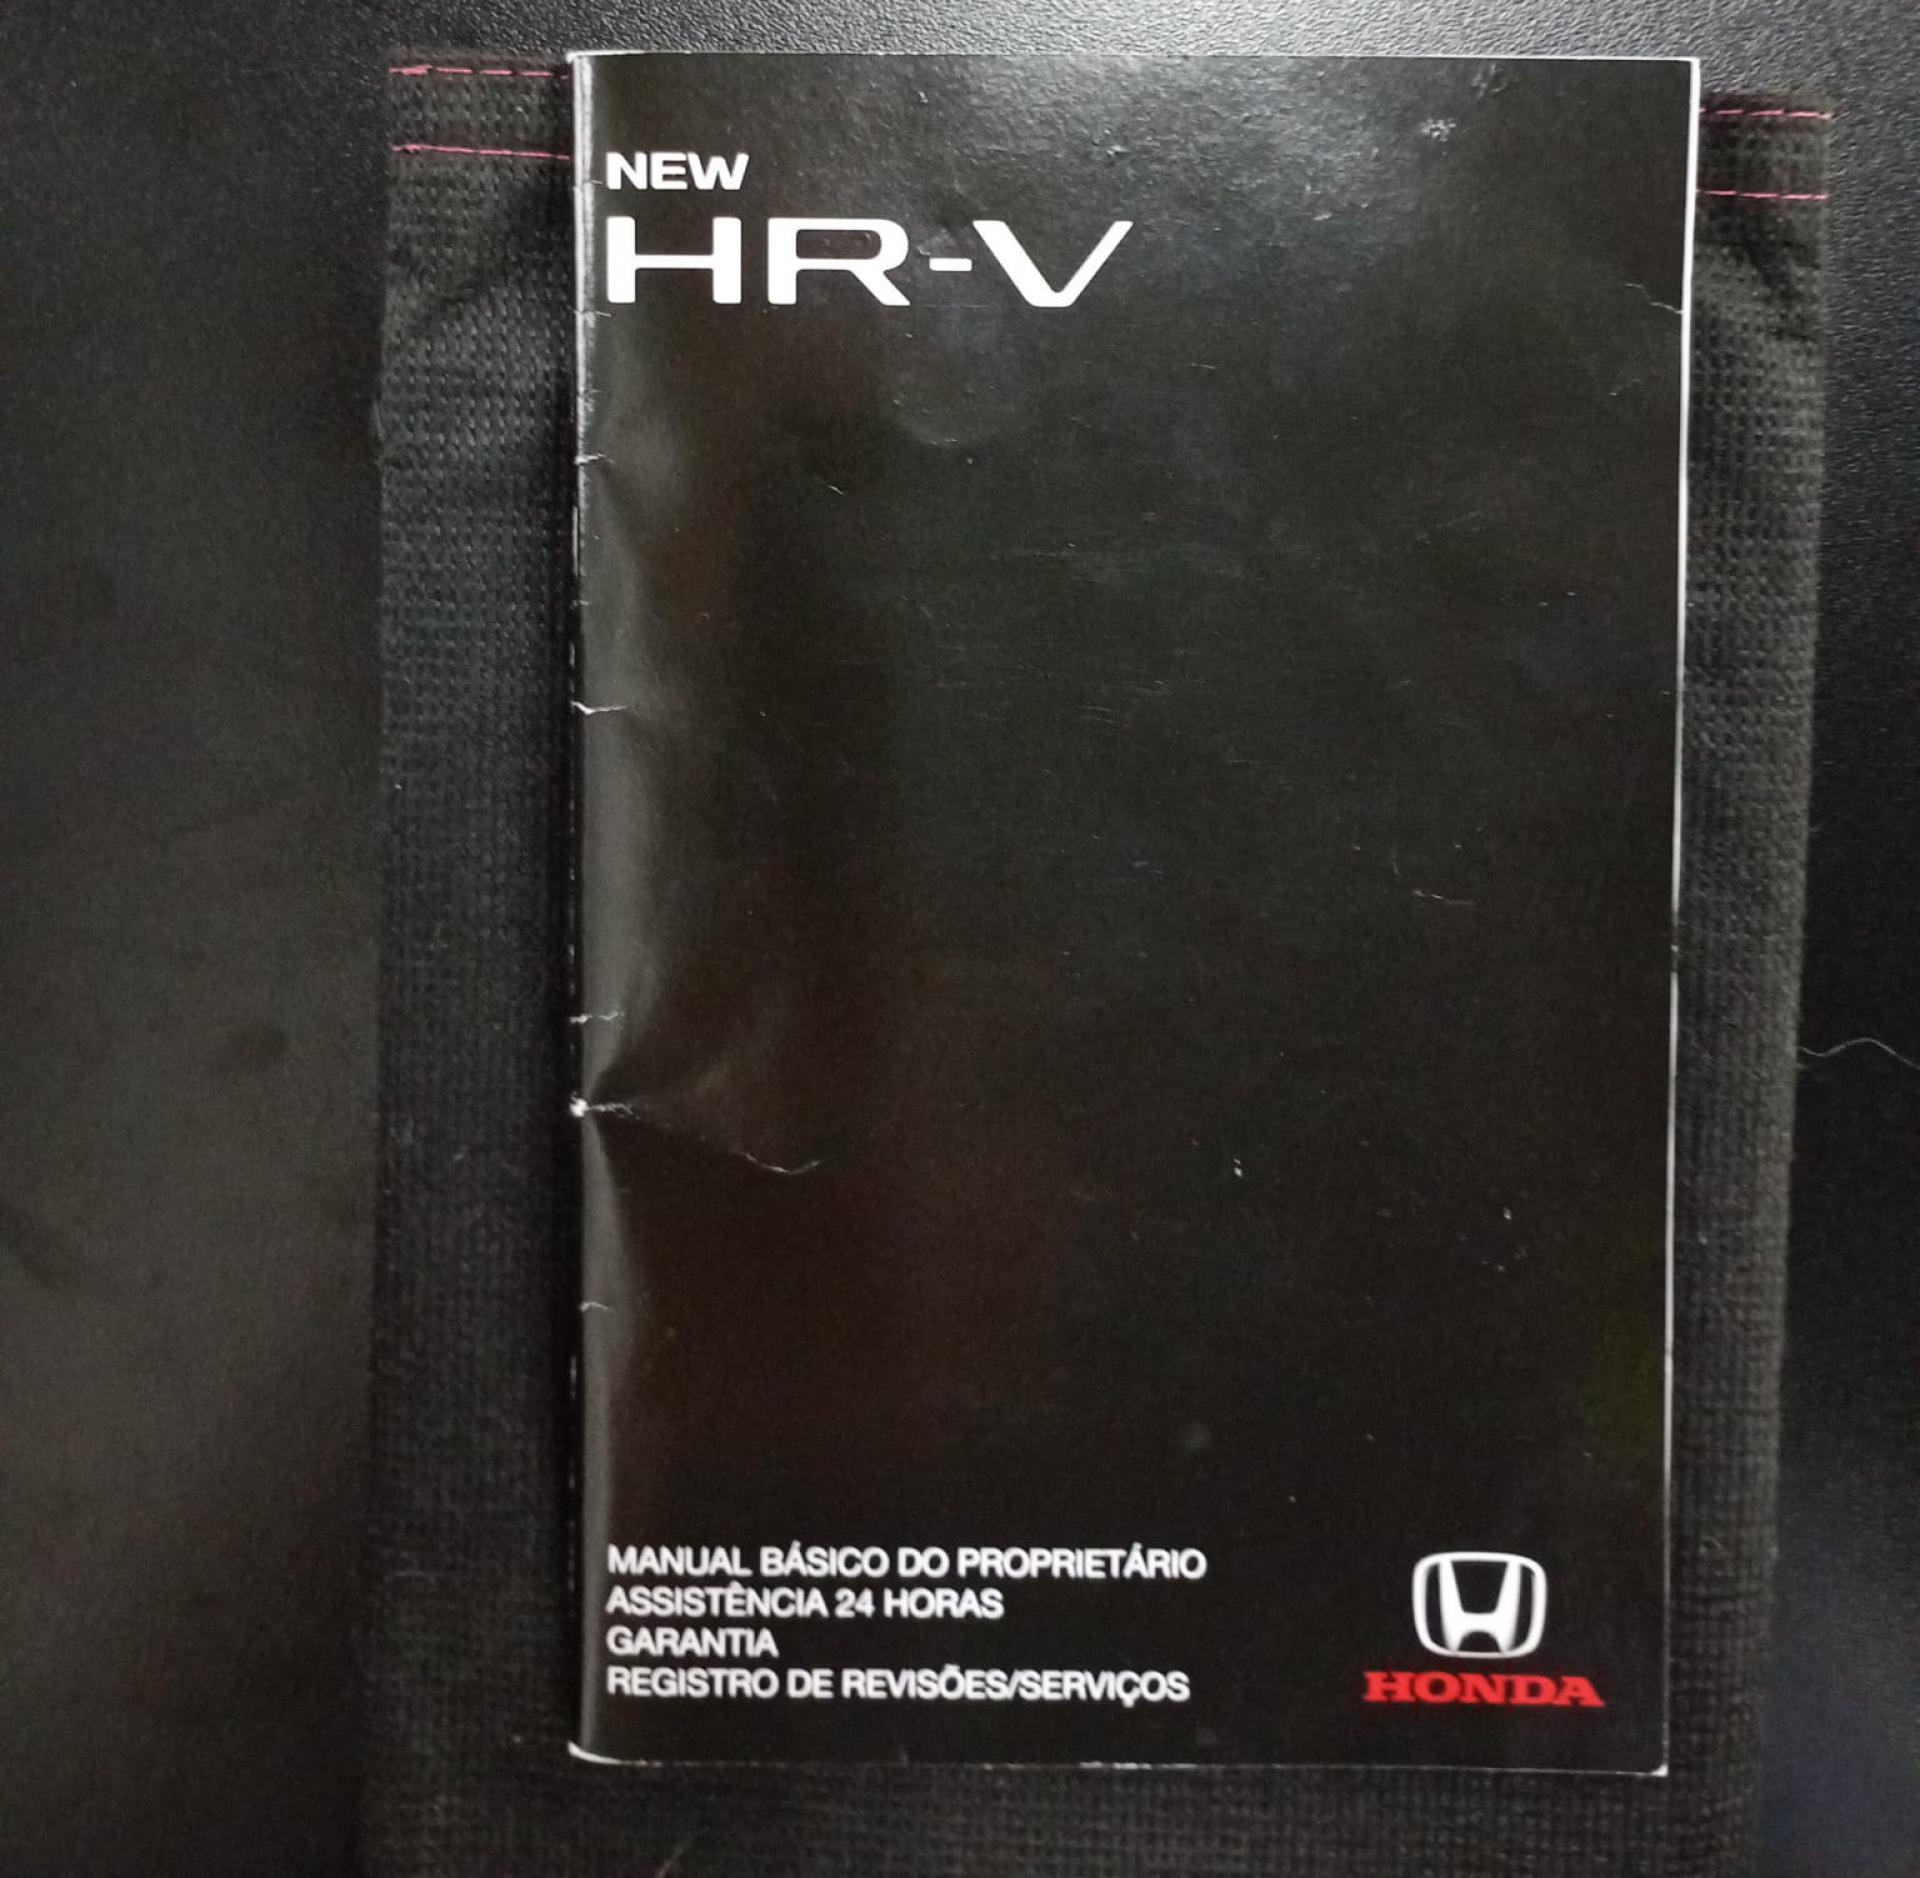 NEW
HR-V
MANUAL BÁSICO DO PROPRIETÁRIO
ASSISTÊNCIA 24 HORAS
GARANTIA
REGISTRO DE REVISÕES/SERVIÇOS
HONDA